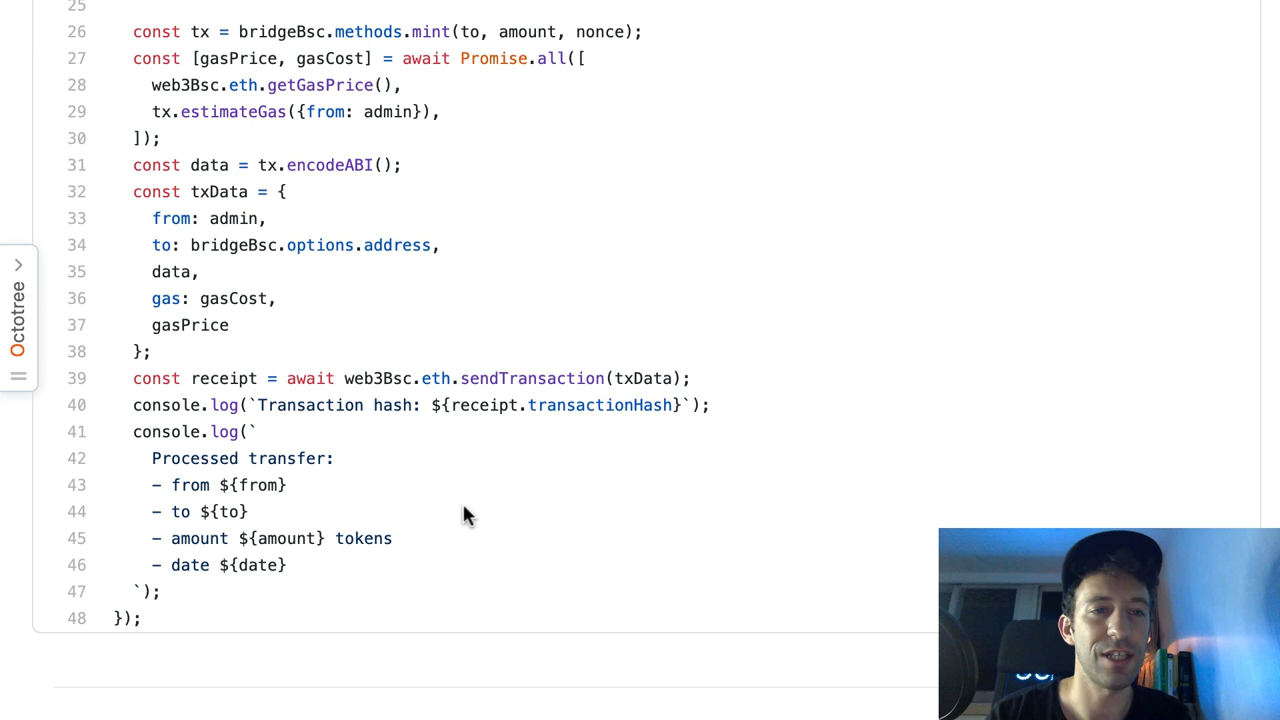 25
26 const tx = bridgeBsc.methods.mint(to, amount, nonce);
27 const [gasPrice, gasCost] = await Promise.all([
28 web3Bsc.eth.getGasPrice(),
29 tx.estimateGas({from: admin}),
30 ]);
31 const data = tx.encodeABI();
32 const txData = {
33 from: admin,
34 to: bridgeBsc.options.address,
35 data,
36 gas: gasCost,
37 gasPrice
38 };
39 const receipt = await web3Bsc.eth.sendTransaction(txData);
40 console.log(`Transaction hash: ${receipt.transactionHash}`);
41 console.log(`
42 Processed transfer:
43 - from ${from}
44 - to ${to}
45 - amount ${amount} tokens
46 - date ${date}
47 `);
48 });
Octotree